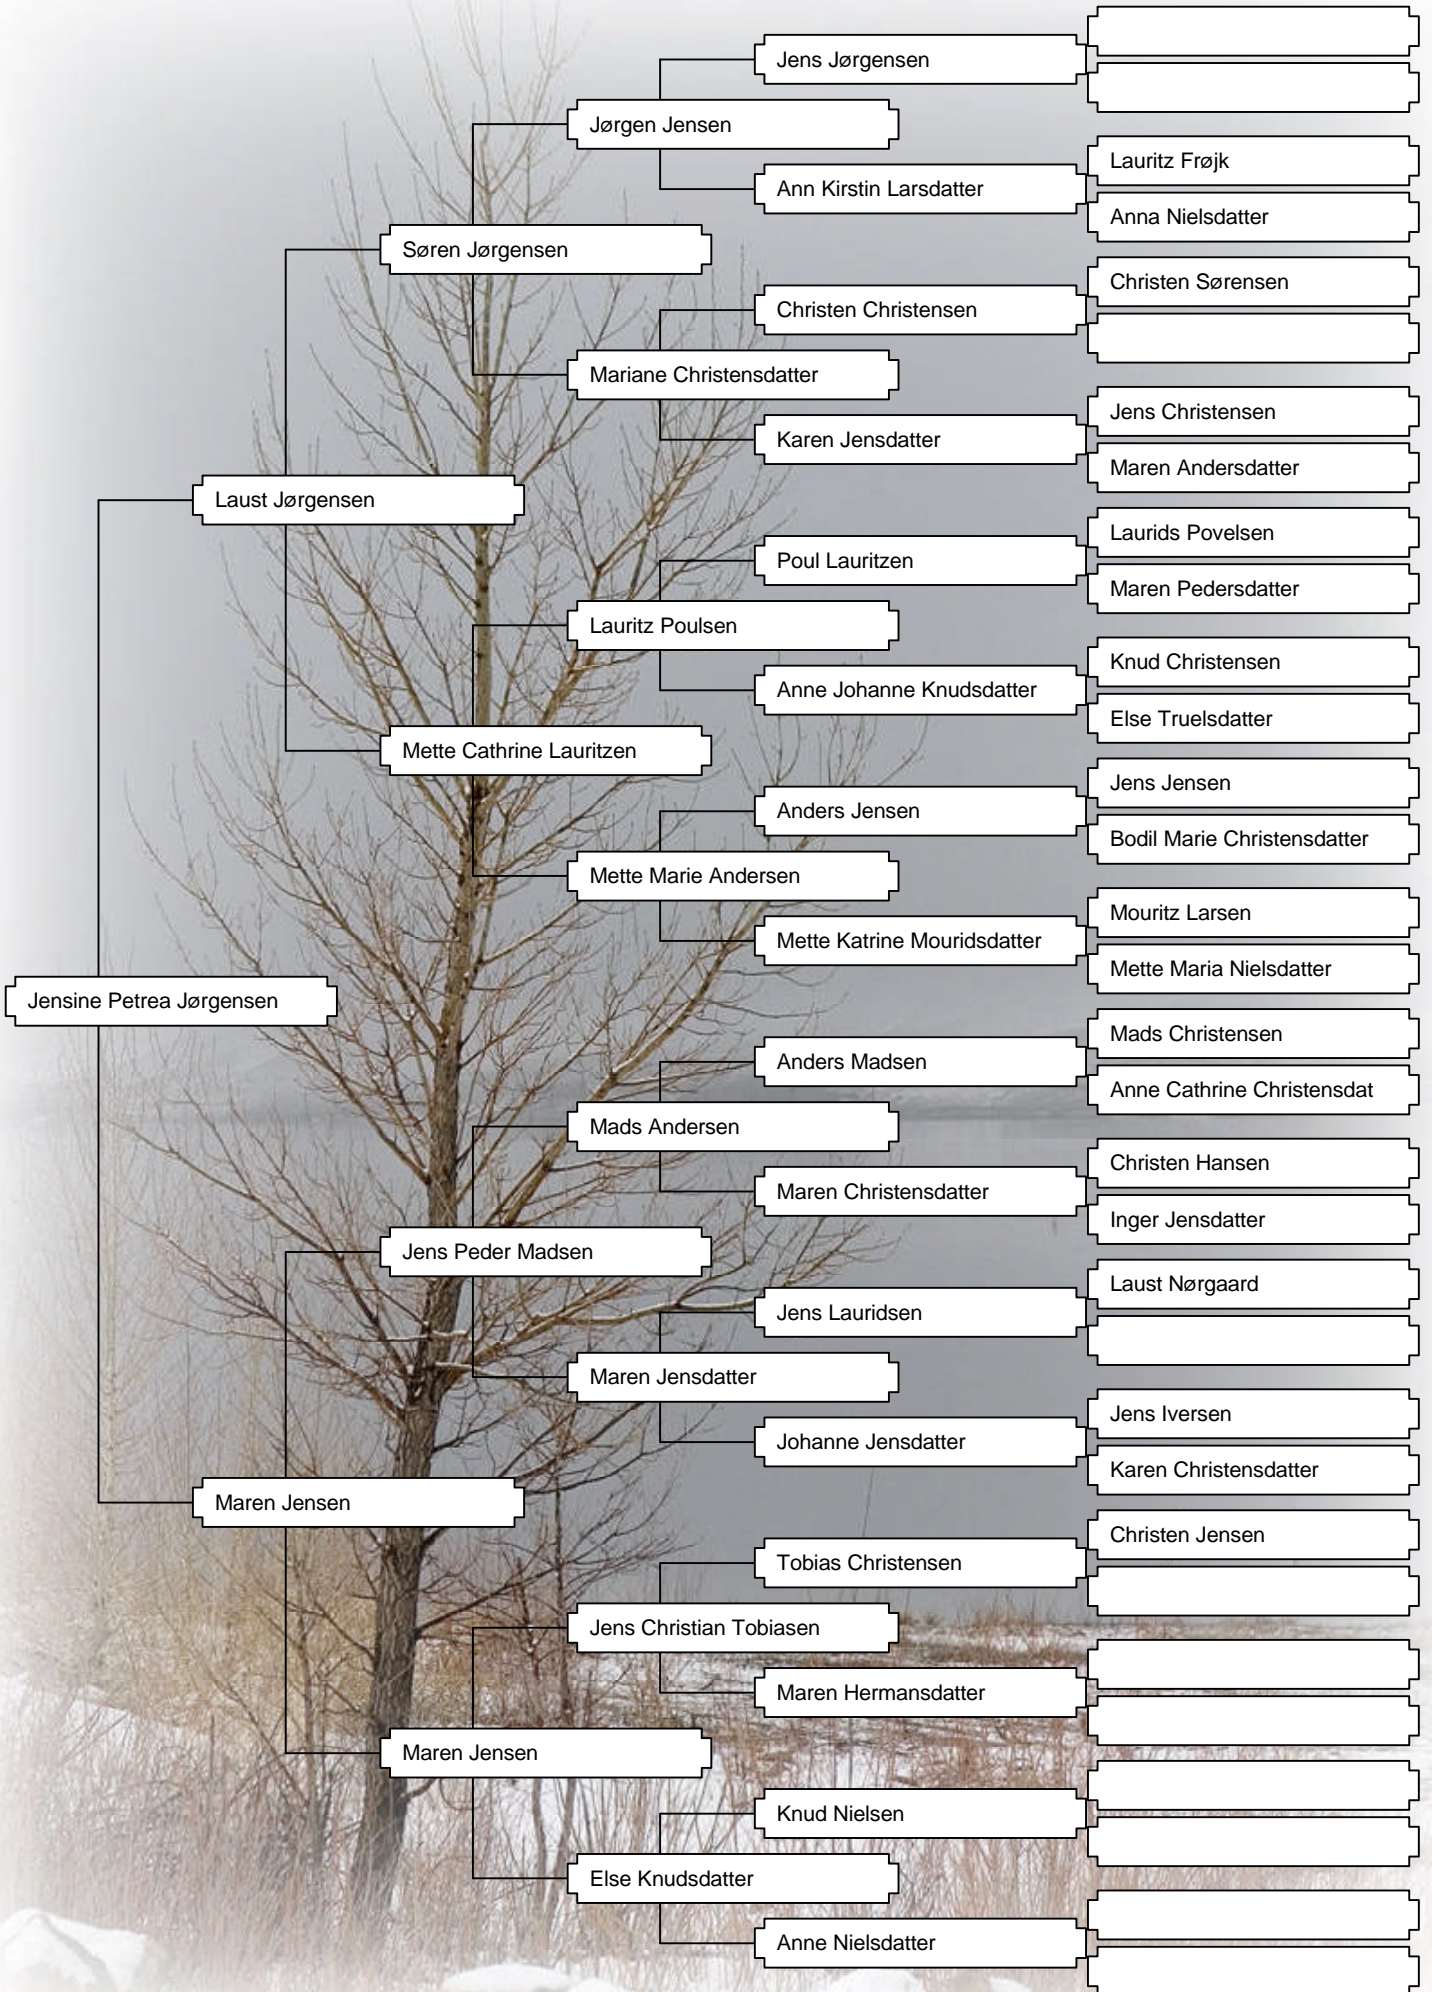 Jens Jørgensen
Jørgen Jensen
Lauritz Frøjk
Ann Kirstin Larsdatter
Anna Nielsdatter
Søren Jørgensen
Christen Sørensen
Christen Christensen
Mariane Christensdatter
Jens Christensen
Karen Jensdatter
Maren Andersdatter
Laust Jørgensen
Laurids Povelsen
Poul Lauritzen
Maren Pedersdatter
Lauritz Poulsen
Knud Christensen
Anne Johanne Knudsdatter
Else Truelsdatter
Mette Cathrine Lauritzen
Jens Jensen
Anders Jensen
Bodil Marie Christensdatter
Mette Marie Andersen
Mouritz Larsen
Mette Katrine Mouridsdatter
Mette Maria Nielsdatter
Jensine Petrea Jørgensen
Mads Christensen
Anders Madsen
Anne Cathrine Christensdat
Mads Andersen
Christen Hansen
Maren Christensdatter
Inger Jensdatter
Jens Peder Madsen
Laust Nørgaard
Jens Lauridsen
Maren Jensdatter
Jens Iversen
Johanne Jensdatter
Karen Christensdatter
Maren Jensen
Christen Jensen
Tobias Christensen
Jens Christian Tobiasen
Maren Hermansdatter
Maren Jensen
Knud Nielsen
Else Knudsdatter
Anne Nielsdatter